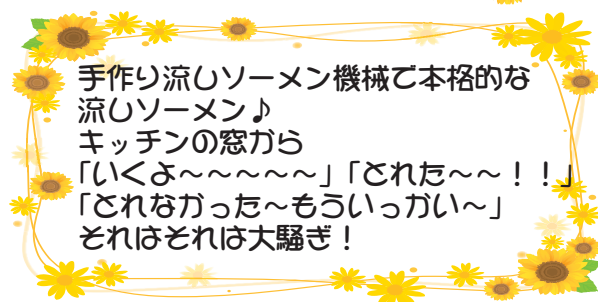 手作り流しソーメン機械で本格的な
流しソーメン♪
キッチンの窓から
「いくよ～～～～～」「とれた～～！！」
「とれなかった～もういっかい～」
それはそれは大騒ぎ！